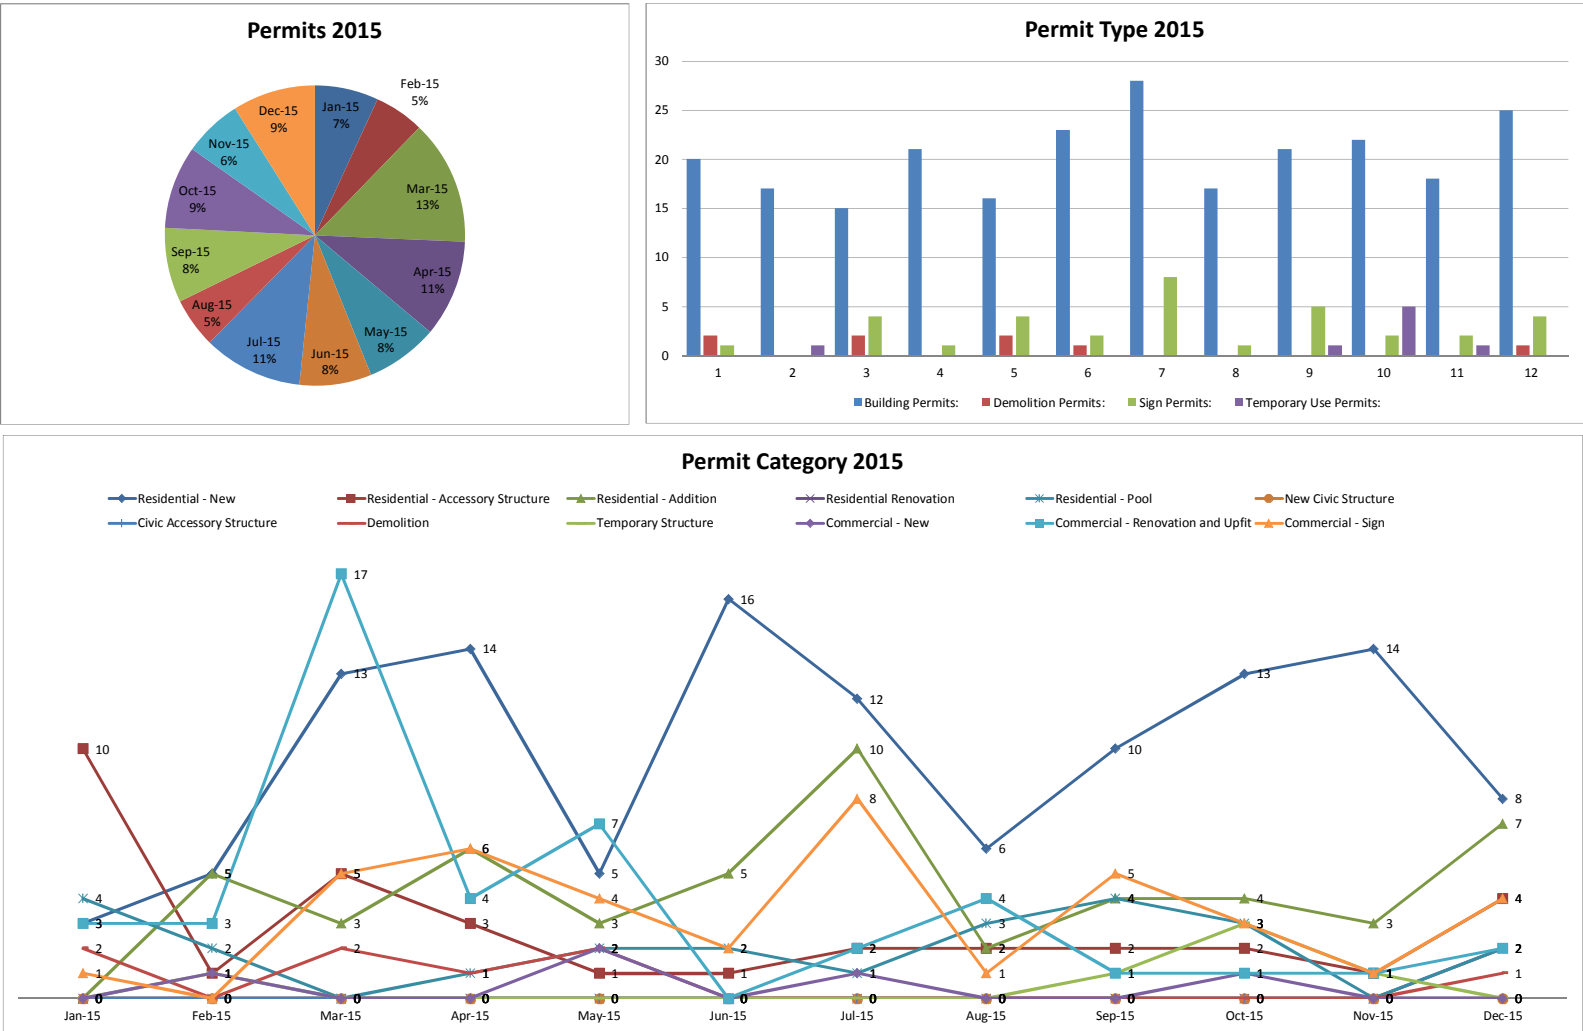 Permits 2015
Jan-15
7%
Feb-15
5%
Mar-15
13%
Apr-15
11%
May-15
8%
Jun-15
8%
Jul-15
11%
Aug-15
5%
Sep-15
8%
Oct-15
9%
Nov-15
6%
Dec-15
9%
Permit Type 2015
30
25
20
15
10
5
0
1 2 3 4 5 6 7 8 9 10 11 12
Building Permits: Demolition Permits: Sign Permits: Temporary Use Permits:
Permit Category 2015
Residential - New Residential - Accessory Structure Residential - Addition Residential Renovation Residential - Pool New Civic Structure
Civic Accessory Structure Demolition Temporary Structure Commercial - New Commercial - Renovation and Upfit Commercial - Sign
17
16
14 14
13 13
12
10 10 10
8 8
7 7
6 6
5 5 5 5 5
4 4 4 4 4 4 4
3 3 3 3 3 3 3 3
2 2 2 2 2 2 2 2 2 2
1 1 1 1 1 1 1 1 1 1 1
0 0 0 0 0 0 0 0 0 0 0 0
Jan-15 Feb-15 Mar-15 Apr-15 May-15 Jun-15 Jul-15 Aug-15 Sep-15 Oct-15 Nov-15 Dec-15